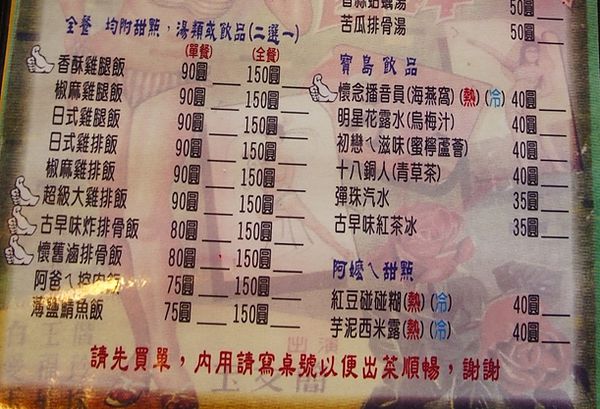 50圓
苦瓜排骨湯 50圓
全餐 均附甜點,湯類或飲品(二選一)
(單餐) (全餐)
香酥雞腿飯 90圓 150圓
椒麻雞腿飯 90圓 150圓
日式雞腿飯 90圓 150圓
日式雞排飯 90圓 150圓
椒麻雞排飯 90圓 150圓
超級大雞排飯 90圓 150圓
古早味炸排骨飯 80圓 150圓
懷舊滷排骨飯 80圓 150圓
阿爸ㄟ控肉飯 75圓 150圓
薄鹽鯖魚飯 75圓 150圓
寶島飲品
懷念播音員(海燕窩)(熱)(冷) 40圓
明星花露水(烏梅汁) 40圓
初戀ㄟ滋味(蜜檸蘆薈) 40圓
十八銅人(青草茶) 40圓
彈珠汽水 35圓
古早味紅茶冰 35圓
阿嬤ㄟ甜點
紅豆碰碰糊(熱)(冷) 40圓
芋泥西米露(熱)(冷) 40圓
請先買單,內用請寫桌號以便出菜順暢,謝謝